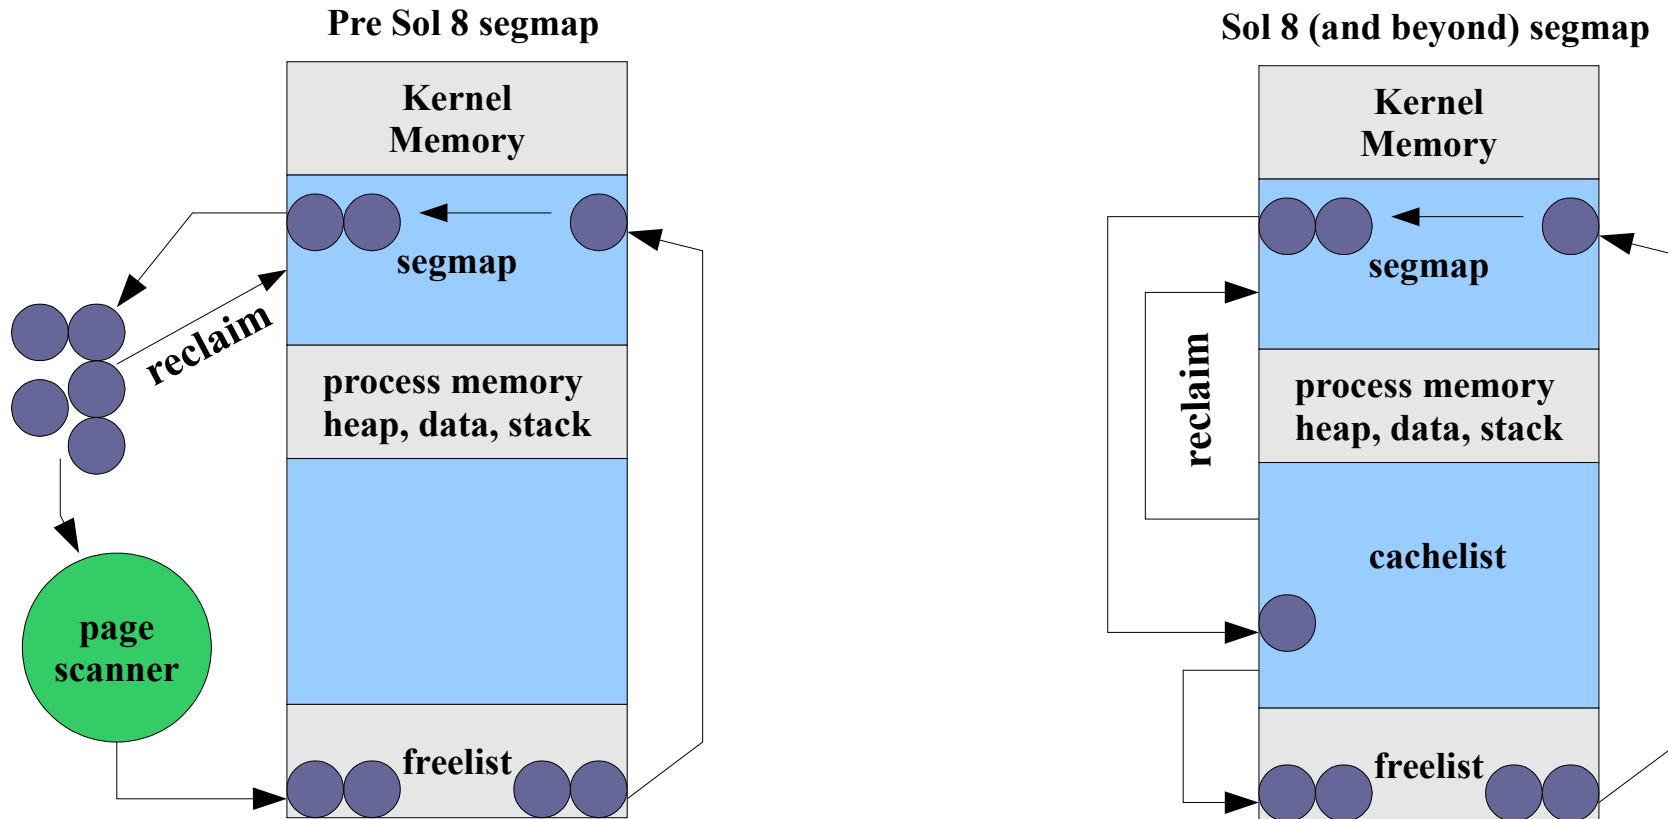 Pre Sol 8 segmap
Kernel
Memory
segmap
reclaim
process memory
heap, data, stack
page
scanner
freelist
Sol 8 (and beyond) segmap
Kernel
Memory
segmap
reclaim
process memory
heap, data, stack
cachelist
freelist